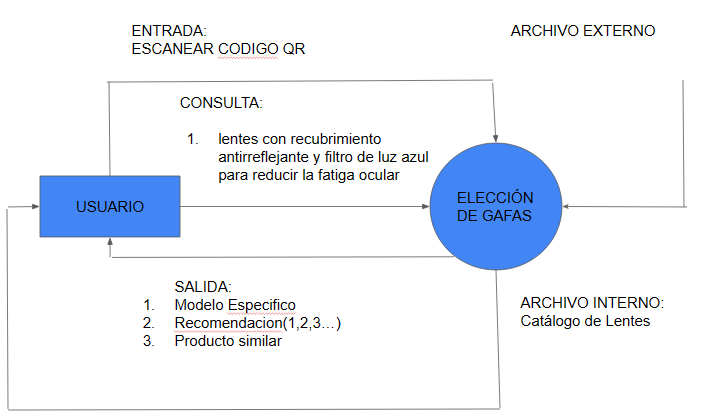 ENTRADA:
ESCANEAR CODIGO QR
ARCHIVO EXTERNO
CONSULTA:
1. lentes con recubrimiento
antirreflejante y filtro de luz azul
para reducir la fatiga ocular
USUARIO
ELECCIÓN
DE GAFAS
SALIDA:
1. Modelo Especifico
2. Recomendacion(1,2,3...)
3. Producto similar
ARCHIVO INTERNO:
Catálogo de Lentes